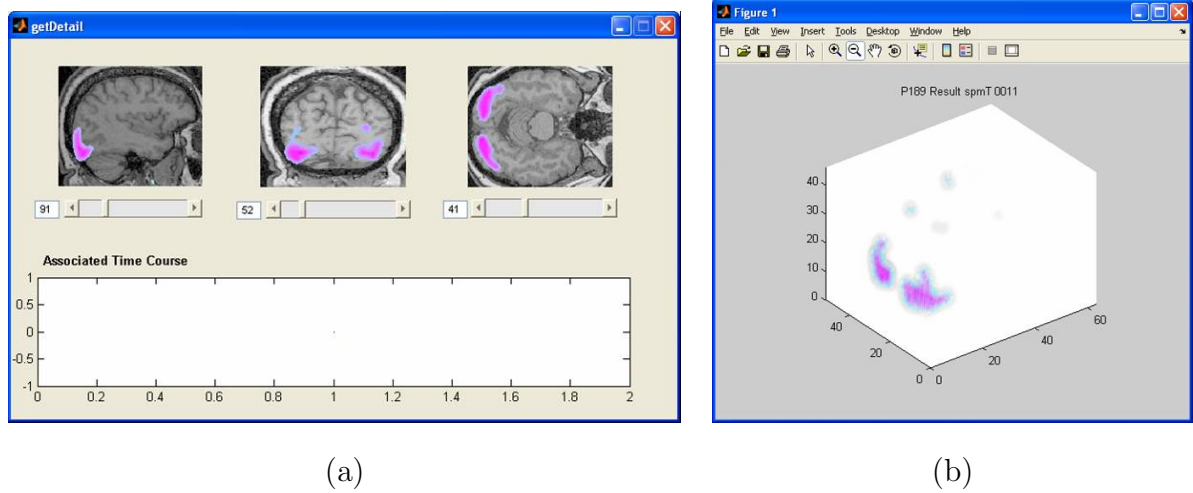 getDetail
91
52
41
Associated Time Course
1
0.5
0
-0.5
-1
0 0.2 0.4 0.6 0.8 1 1.2 1.4 1.6 1.8 2
(a)
Figure 1
File Edit View Insert Tools Desktop Window Help
P189 Result spmT 0011
40
30
20
10
0
40
20
0
0
20
40
60
(b)